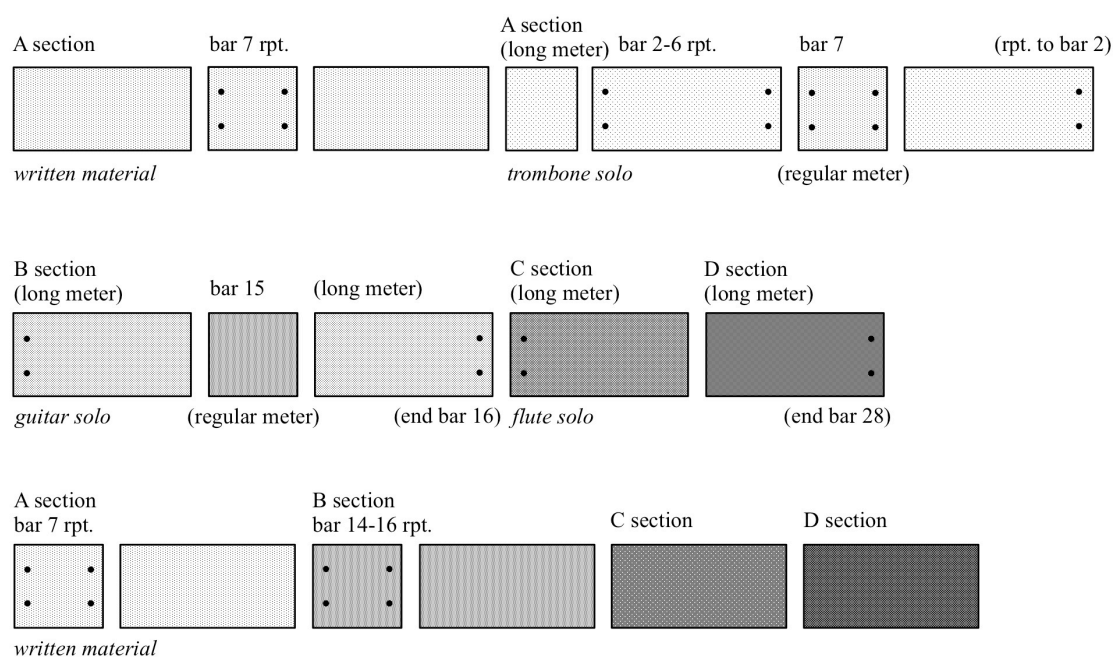 A section
bar 7 rpt.
A section
(long meter)
bar 2-6 rpt.
bar 7
(rpt. to bar 2)
written material
trombone solo
(regular meter)
B section
(long meter)
bar 15
(long meter)
C section
(long meter)
D section
(long meter)
guitar solo
(regular meter)
(end bar 16)
flute solo
(end bar 28)
A section
bar 7 rpt.
B section
bar 14-16 rpt.
C section
D section
written material